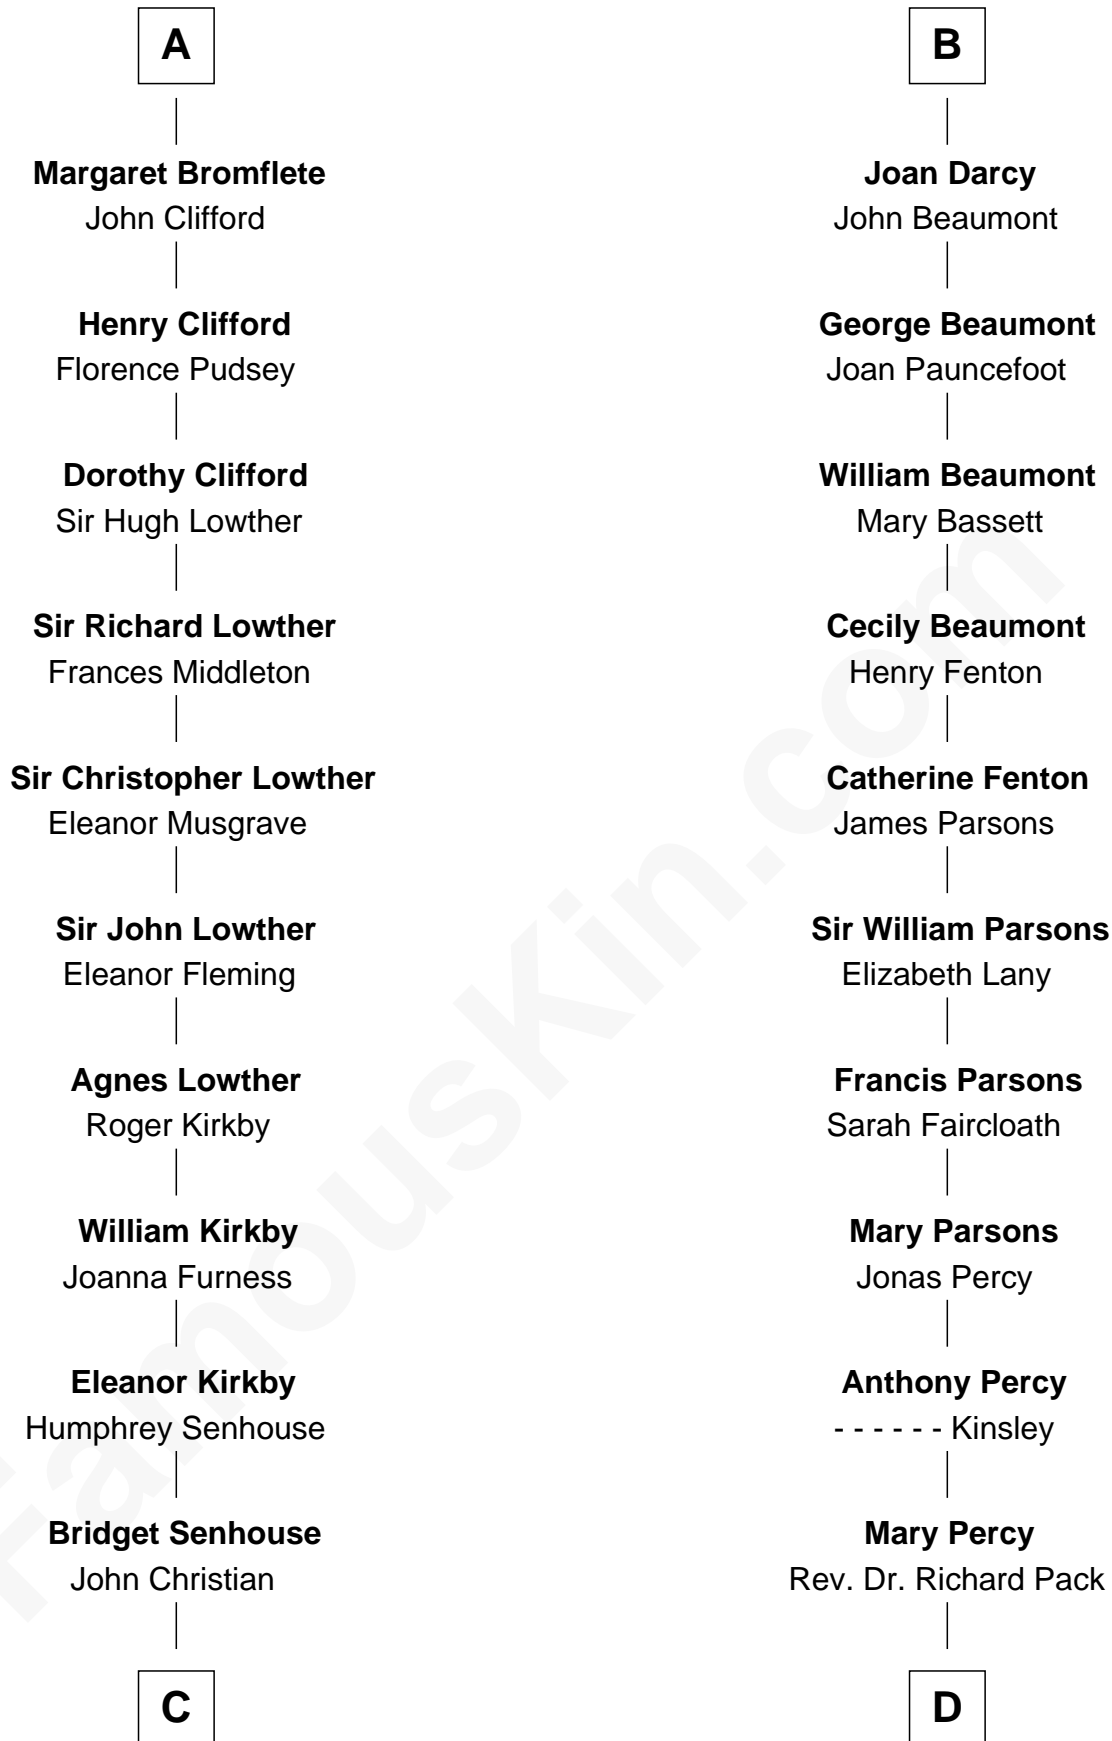 A
Margaret Bromflete
John Clifford
Henry Clifford
Florence Pudsey
Dorothy Clifford
Sir Hugh Lowther
Sir Richard Lowther
Frances Middleton
Sir Christopher Lowther
Eleanor Musgrave
Sir John Lowther
Eleanor Fleming
Agnes Lowther
Roger Kirkby
William Kirkby
Joanna Furness
Eleanor Kirkby
Humphrey Senhouse
Bridget Senhouse
John Christian
C
B
Joan Darcy
John Beaumont
George Beaumont
Joan Pauncefoot
William Beaumont
Mary Bassett
Cecily Beaumont
Henry Fenton
Catherine Fenton
James Parsons
Sir William Parsons
Elizabeth Lany
Francis Parsons
Sarah Faircloath
Mary Parsons
Jonas Percy
Anthony Percy
- - - - - - Kinsley
Mary Percy
Rev. Dr. Richard Pack
D
FamousKin.com